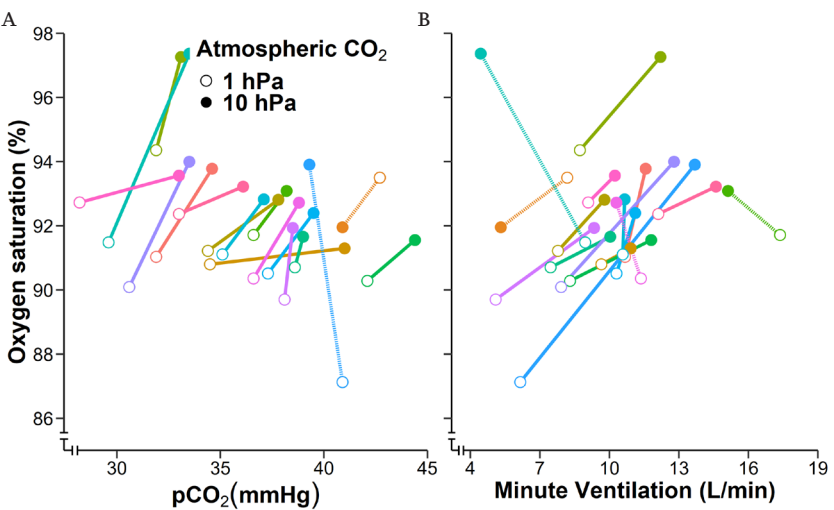 A
B
Atmospheric CO₂
1 hPa
10 hPa
Oxygen saturation (%)
98
96
94
92
90
88
86
30
35
40
45
4
7
10
13
16
19
pCO₂(mmHg)
Minute Ventilation (L/min)